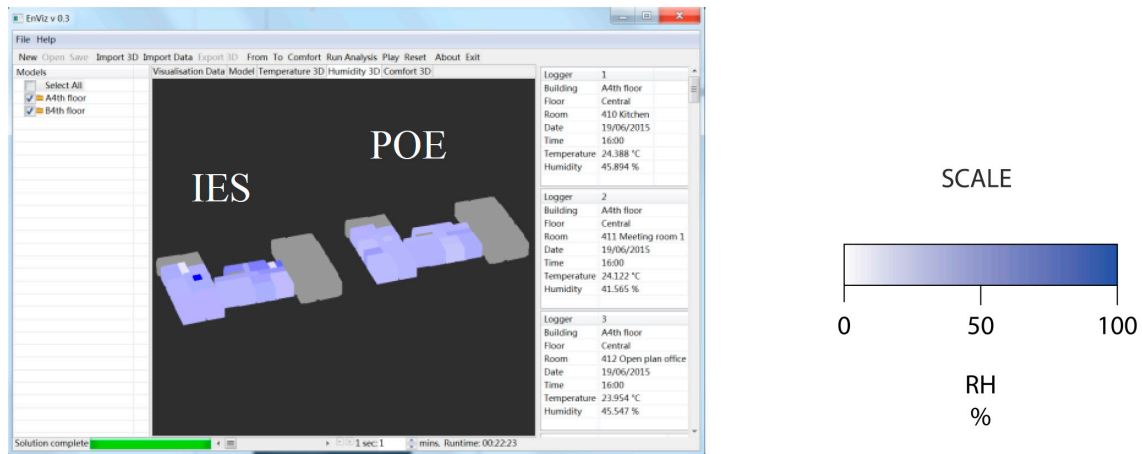 EnViz v 0.3
File Help
New Open Save Import 3D Import Data Export 3D From To Comfort Run Analysis Play Reset About Exit
Models
Select All
A4th floor
B4th floor
Visualisation Data Model Temperature 3D Humidity 3D Comfort 3D
IES
POE
Logger 1
Building A4th floor
Floor Central
Room 410 Kitchen
Date 19/06/2015
Time 16:00
Temperature 24.388 °C
Humidity 45.894 %
Logger 2
Building A4th floor
Floor Central
Room 411 Meeting room 1
Date 19/06/2015
Time 16:00
Temperature 24.122 °C
Humidity 41.565 %
Logger 3
Building A4th floor
Floor Central
Room 412 Open plan office
Date 19/06/2015
Time 16:00
Temperature 23.954 °C
Humidity 45.547 %
Solution complete
1 sec: 1 mins. Runtime: 00:22:23
SCALE
0 50 100
RH
%